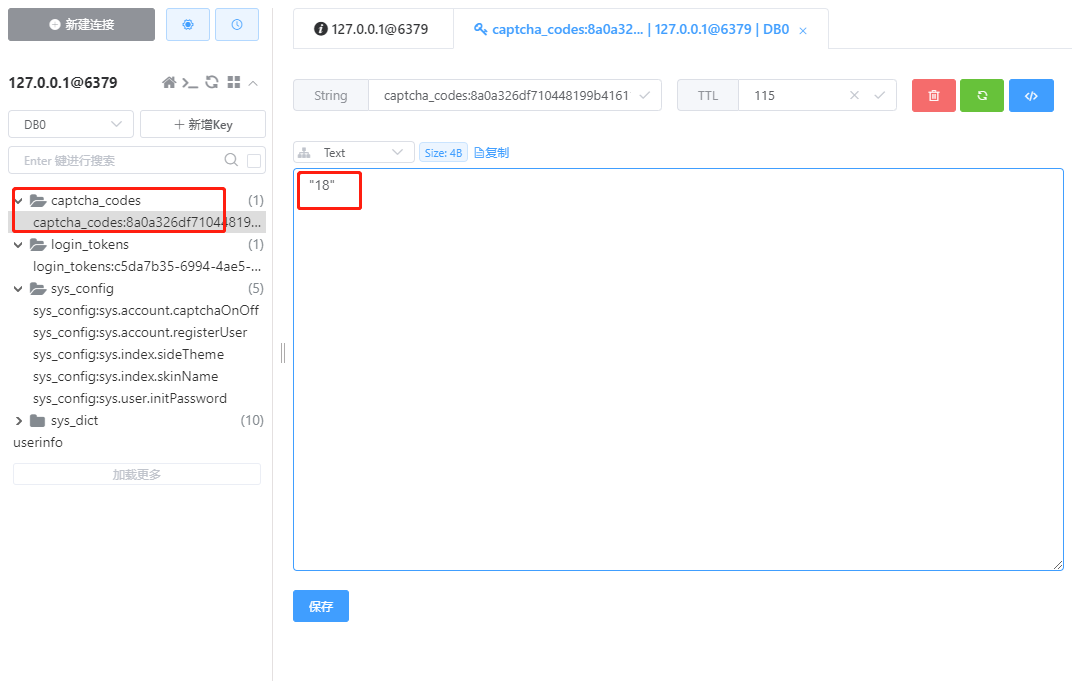 新建连接
127.0.0.1@6379
DB0
新增Key
Enter 键进行搜索
captcha_codes (1)
captcha_codes:8a0a326df71044819...
login_tokens (1)
login_tokens:c5da7b35-6994-4ae5-...
sys_config (5)
sys_config:sys.account.captchaOnOff
sys_config:sys.account.registerUser
sys_config:sys.index.sideTheme
sys_config:sys.index.skinName
sys_config:sys.user.initPassword
sys_dict (10)
userinfo
加载更多
127.0.0.1@6379
captcha_codes:8a0a32... | 127.0.0.1@6379 | DB0
String captcha_codes:8a0a326df710448199b4161
TTL 115
Text Size: 4B 复制
"18"
保存